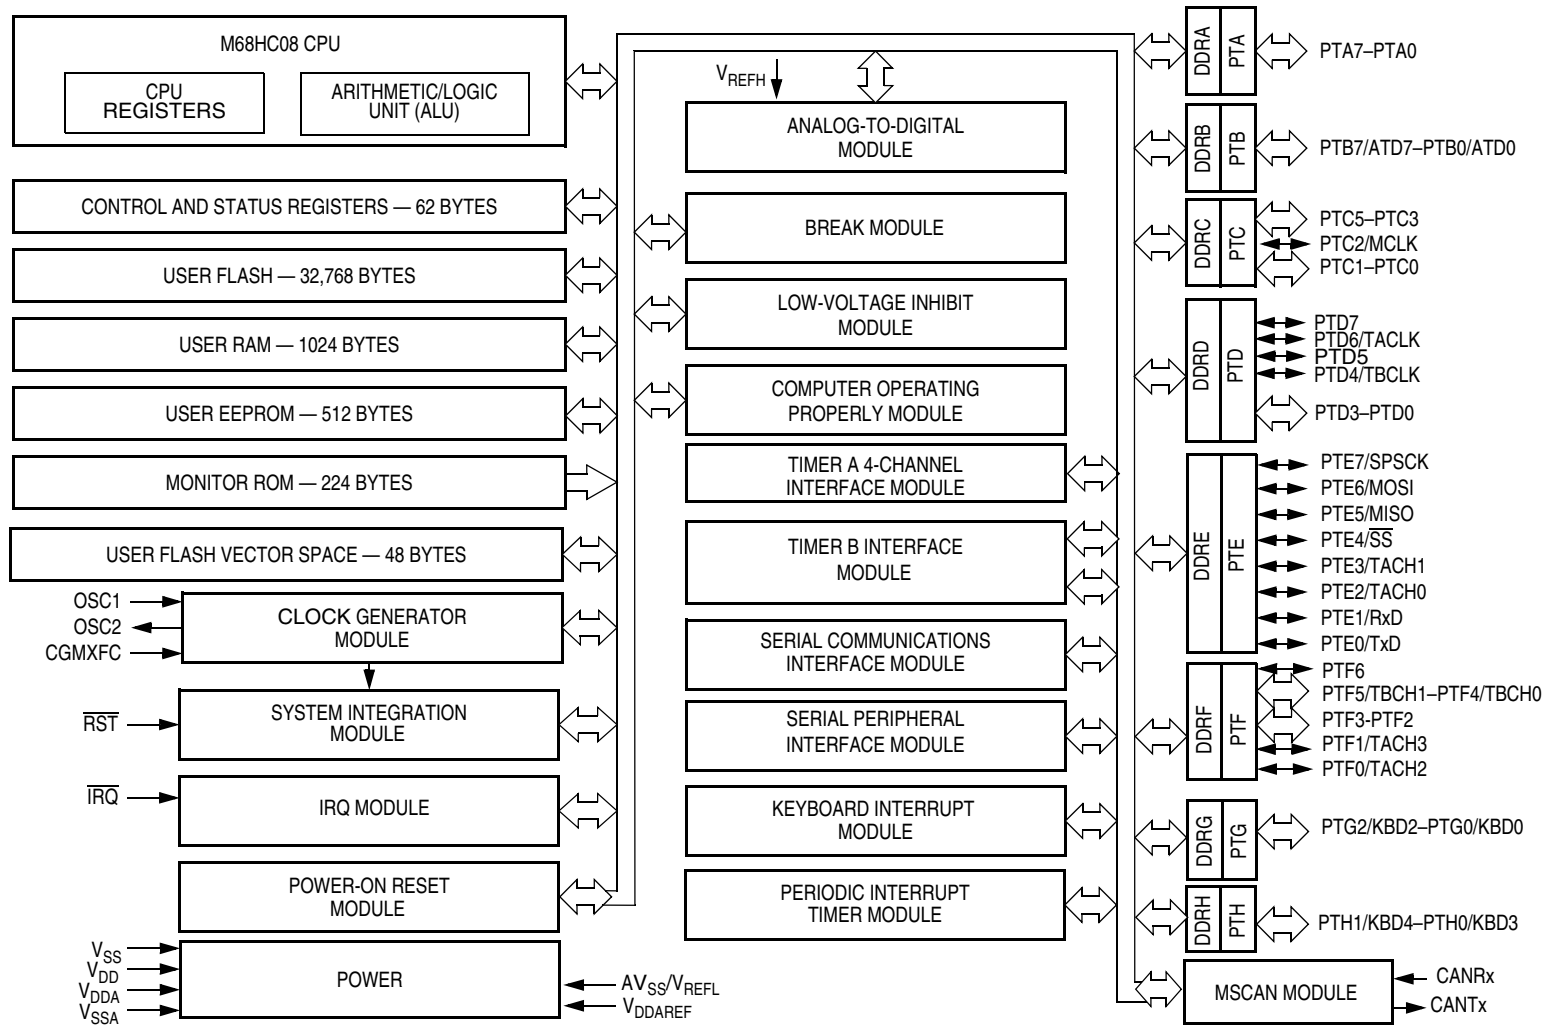 M68HC08 CPU
CPU
REGISTERS
ARITHMETIC/LOGIC
UNIT (ALU)
CONTROL AND STATUS REGISTERS — 62 BYTES
USER FLASH — 32,768 BYTES
USER RAM — 1024 BYTES
USER EEPROM — 512 BYTES
MONITOR ROM — 224 BYTES
USER FLASH VECTOR SPACE — 48 BYTES
OSC1
OSC2
CGMXFC
CLOCK GENERATOR
MODULE
RST
SYSTEM INTEGRATION
MODULE
IRQ
IRQ MODULE
POWER-ON RESET
MODULE
VSS
VDD
VDDA
VSSA
POWER
AVSS/VREFL
VDDAREF
VREFH
ANALOG-TO-DIGITAL
MODULE
BREAK MODULE
LOW-VOLTAGE INHIBIT
MODULE
COMPUTER OPERATING
PROPERLY MODULE
TIMER A 4-CHANNEL
INTERFACE MODULE
TIMER B INTERFACE
MODULE
SERIAL COMMUNICATIONS
INTERFACE MODULE
SERIAL PERIPHERAL
INTERFACE MODULE
KEYBOARD INTERRUPT
MODULE
PERIODIC INTERRUPT
TIMER MODULE
DDRA
PTA
PTA7–PTA0
DDRB
PTB
PTB7/ATD7–PTB0/ATD0
DDRC
PTC
PTC5–PTC3
PTC2/MCLK
PTC1–PTC0
DDRD
PTD
PTD7
PTD6/TACLK
PTD5
PTD4/TBCLK
PTD3–PTD0
DDRE
PTE
PTE7/SPSCK
PTE6/MOSI
PTE5/MISO
PTE4/SS
PTE3/TACH1
PTE2/TACH0
PTE1/RxD
PTE0/TxD
DDRF
PTF
PTF6
PTF5/TBCH1–PTF4/TBCH0
PTF3-PTF2
PTF1/TACH3
PTF0/TACH2
DDRG
PTG
PTG2/KBD2–PTG0/KBD0
DDRH
PTH
PTH1/KBD4–PTH0/KBD3
MSCAN MODULE
CANRx
CANTx